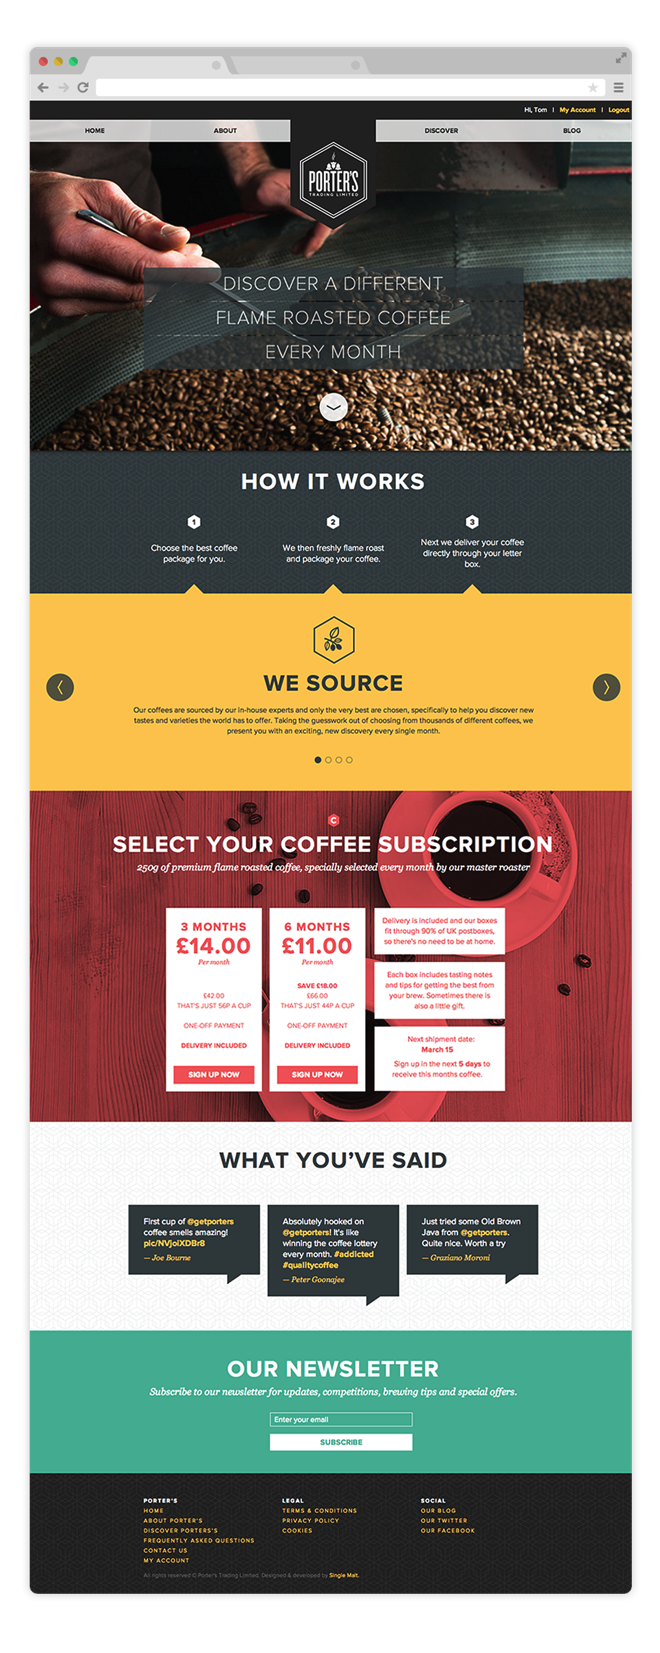 Hi, Tom | My Account | Logout
HOME ABOUT DISCOVER BLOG
PORTER'S
TRADING LIMITED
DISCOVER A DIFFERENT
FLAME ROASTED COFFEE
EVERY MONTH
HOW IT WORKS
1
Choose the best coffee
package for you.
2
We then freshly flame roast
and package your coffee.
3
Next we deliver your coffee
directly through your letter
box.
WE SOURCE
Our coffees are sourced by our in-house experts and only the very best are chosen, specifically to help you discover new
tastes and varieties the world has to offer. Taking the guesswork out of choosing from thousands of different coffees, we
present you with an exciting, new discovery every single month.
C
SELECT YOUR COFFEE SUBSCRIPTION
250g of premium flame roasted coffee, specially selected every month by our master roaster
3 MONTHS
£14.00
Per month
£42.00
THAT'S JUST 56P A CUP
ONE-OFF PAYMENT
DELIVERY INCLUDED
SIGN UP NOW
6 MONTHS
£11.00
Per month
SAVE £18.00
£66.00
THAT'S JUST 44P A CUP
ONE-OFF PAYMENT
DELIVERY INCLUDED
SIGN UP NOW
Delivery is included and our boxes
fit through 90% of UK postboxes,
so there's no need to be at home.
Each box includes tasting notes
and tips for getting the best from
your brew. Sometimes there is
also a little gift.
Next shipment date:
March 15
Sign up in the next 5 days to
receive this months coffee.
WHAT YOU'VE SAID
First cup of @getporters
coffee smells amazing!
pic/NVJoiXDBr8
— Joe Bourne
Absolutely hooked on
@getporters! It's like
winning the coffee lottery
every month. #addicted
#qualitycoffee
— Peter Goonajee
Just tried some Old Brown
Java from @getporters.
Quite nice. Worth a try
— Graziano Moroni
OUR NEWSLETTER
Subscribe to our newsletter for updates, competitions, brewing tips and special offers.
Enter your email
SUBSCRIBE
PORTER'S
HOME
ABOUT PORTER'S
DISCOVER PORTERS'S
FREQUENTLY ASKED QUESTIONS
CONTACT US
MY ACCOUNT
LEGAL
TERMS & CONDITIONS
PRIVACY POLICY
COOKIES
SOCIAL
OUR BLOG
OUR TWITTER
OUR FACEBOOK
All rights reserved © Porter's Trading Limited. Designed & developed by Single Malt.